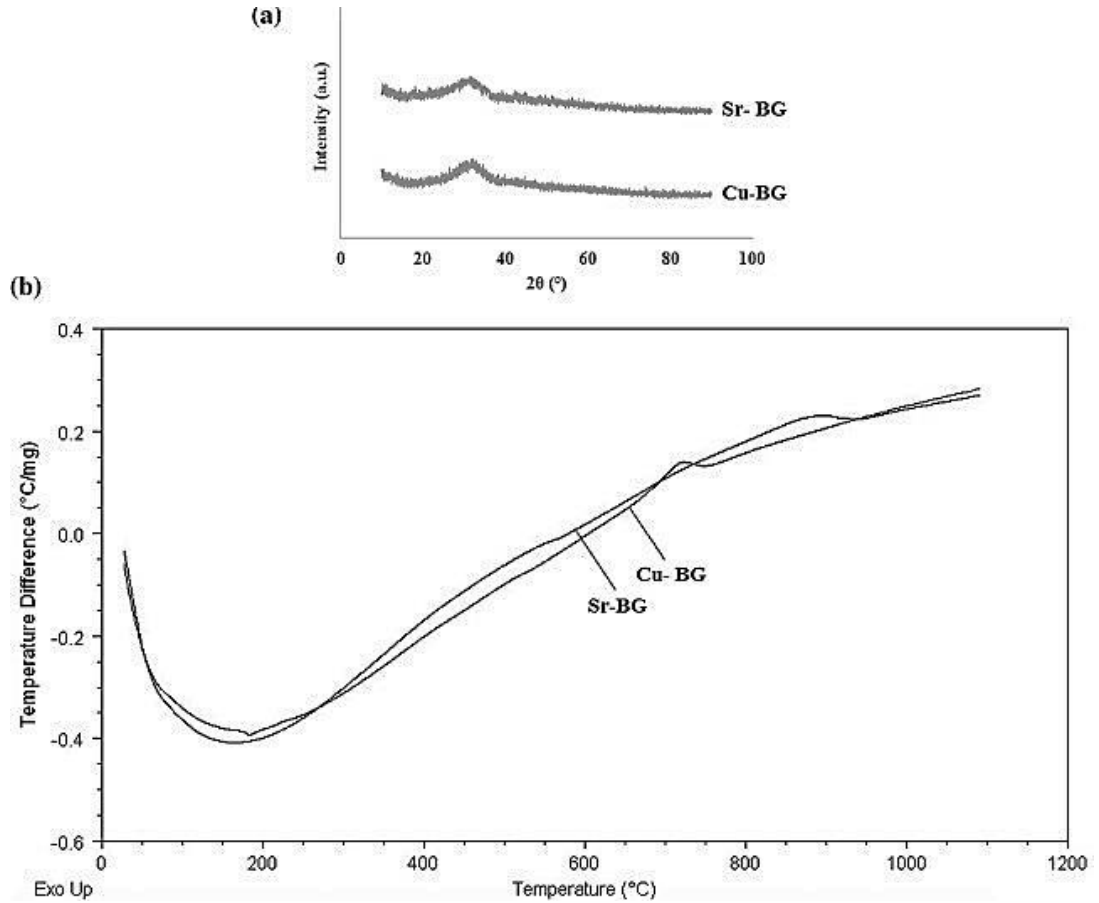 (a)
Intensity (a.u.)
Sr- BG
Cu-BG
0 20 40 60 80 100
2θ (°)
(b)
Temperature Difference (°C/mg)
0.4
0.2
0.0
-0.2
-0.4
-0.6
Cu- BG
Sr-BG
0 200 400 600 800 1000 1200
Exo Up
Temperature (°C)